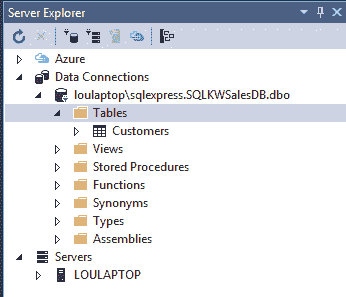 Server Explorer
Azure
Data Connections
loulaptop\sqlexpress.SQLKWSalesDB.dbo
Tables
Customers
Views
Stored Procedures
Functions
Synonyms
Types
Assemblies
Servers
LOULAPTOP